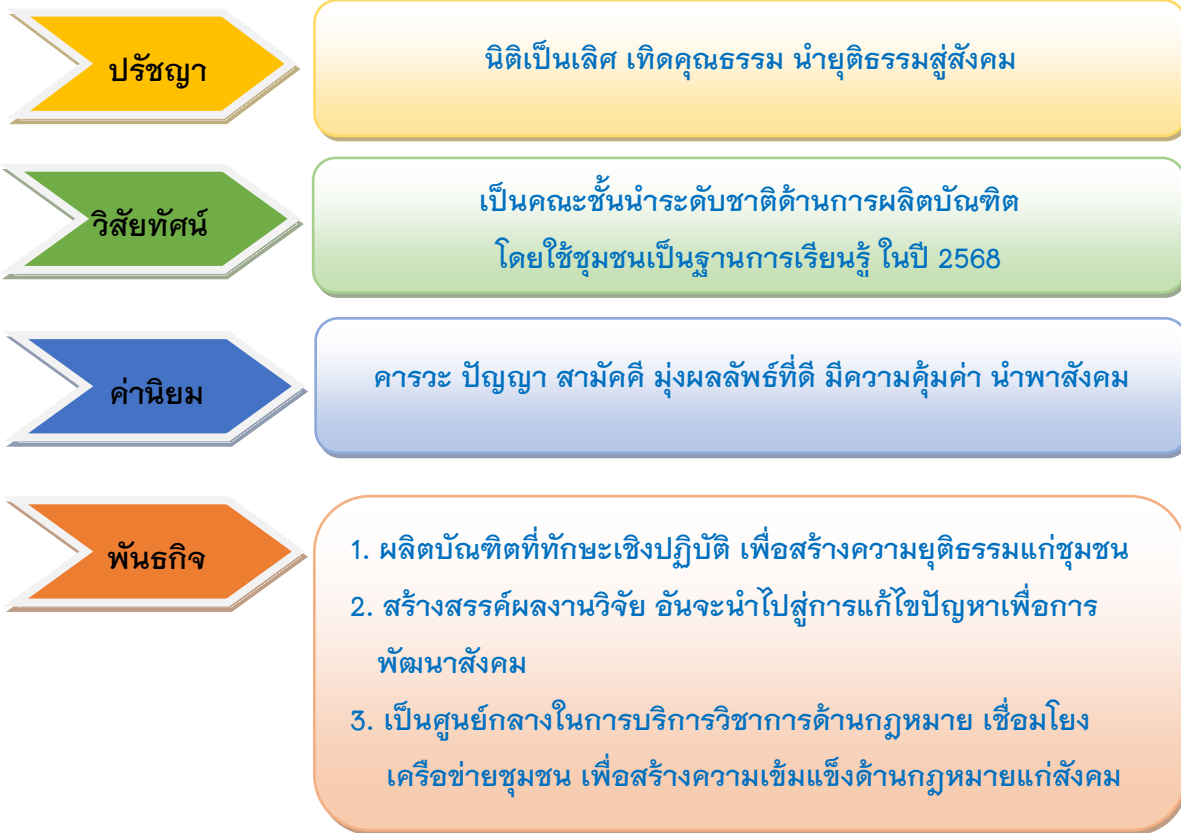 ปรัชญา
นิติเป็นเลิศ เทิดคุณธรรม นำยุติธรรมสู่สังคม
วิสัยทัศน์
เป็นคณะชั้นนำระดับชาติด้านการผลิตบัณฑิต
โดยใช้ชุมชนเป็นฐานการเรียนรู้ ในปี 2568
ค่านิยม
คารวะ ปัญญา สามัคคี มุ่งผลลัพธ์ที่ดี มีความคุ้มค่า นำพาสังคม
พันธกิจ
1. ผลิตบัณฑิตที่ทักษะเชิงปฏิบัติ เพื่อสร้างความยุติธรรมแก่ชุมชน
2. สร้างสรรค์ผลงานวิจัย อันจะนำไปสู่การแก้ไขปัญหาเพื่อการ
พัฒนาสังคม
3. เป็นศูนย์กลางในการบริการวิชาการด้านกฎหมาย เชื่อมโยง
เครือข่ายชุมชน เพื่อสร้างความเข้มแข็งด้านกฎหมายแก่สังคม